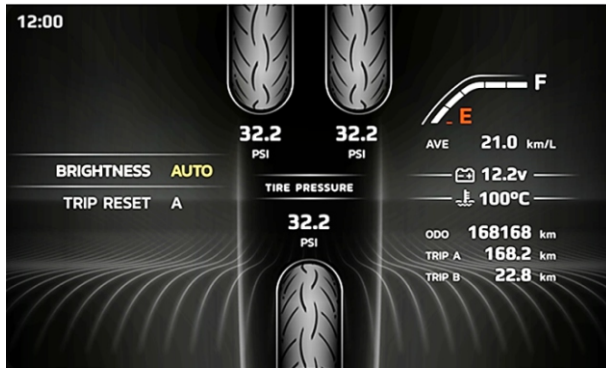 12:00
BRIGHTNESS AUTO
TRIP RESET A
32.2 PSI
32.2 PSI
TIRE PRESSURE
32.2
PSI
F
E
AVE 21.0 km/L
12.2v
100°C
ODO 168168 km
TRIP A 168.2 km
TRIP B 22.8 km